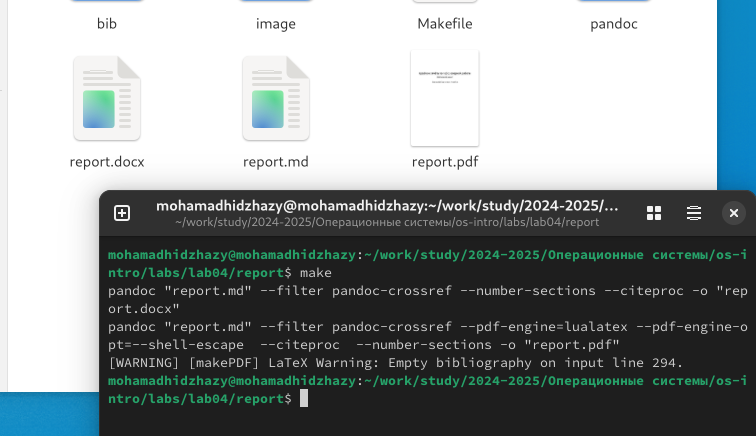 bib
image
Makefile
pandoc
report.docx
report.md
report.pdf
mohamadhidzhazy@mohamadhidzhazy:~/work/study/2024-2025/...
~/work/study/2024-2025/Операционные системы/os-intro/labs/lab04/report
mohamadhidzhazy@mohamadhidzhazy:~/work/study/2024-2025/Операционные системы/os-i
ntro/labs/lab04/report$ make
pandoc "report.md" --filter pandoc-crossref --number-sections --citeproc -o "rep
ort.docx"
pandoc "report.md" --filter pandoc-crossref --pdf-engine=lualatex --pdf-engine-o
pt=--shell-escape  --citeproc  --number-sections -o "report.pdf"
[WARNING] [makePDF] LaTeX Warning: Empty bibliography on input line 294.
mohamadhidzhazy@mohamadhidzhazy:~/work/study/2024-2025/Операционные системы/os-i
ntro/labs/lab04/report$